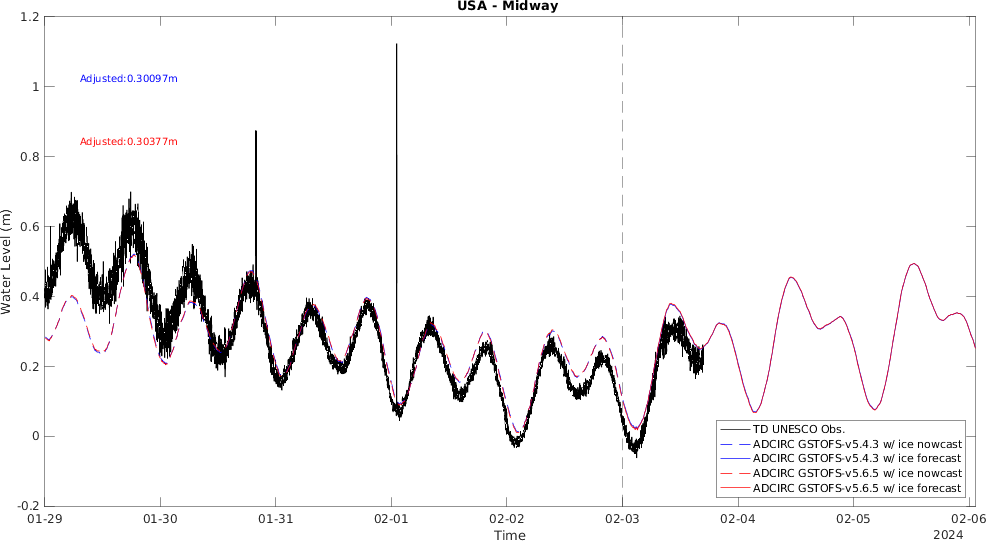 USA - Midway
1.2
1
0.8
0.6
0.4
0.2
0
-0.2
Water Level (m)
Adjusted:0.30097m
Adjusted:0.30377m
TD UNESCO Obs.
ADCIRC GSTOFS-v5.4.3 w/ ice nowcast
ADCIRC GSTOFS-v5.4.3 w/ ice forecast
ADCIRC GSTOFS-v5.6.5 w/ ice nowcast
ADCIRC GSTOFS-v5.6.5 w/ ice forecast
01-29 01-30 01-31 02-01 02-02 02-03 02-04 02-05 02-06
Time
2024